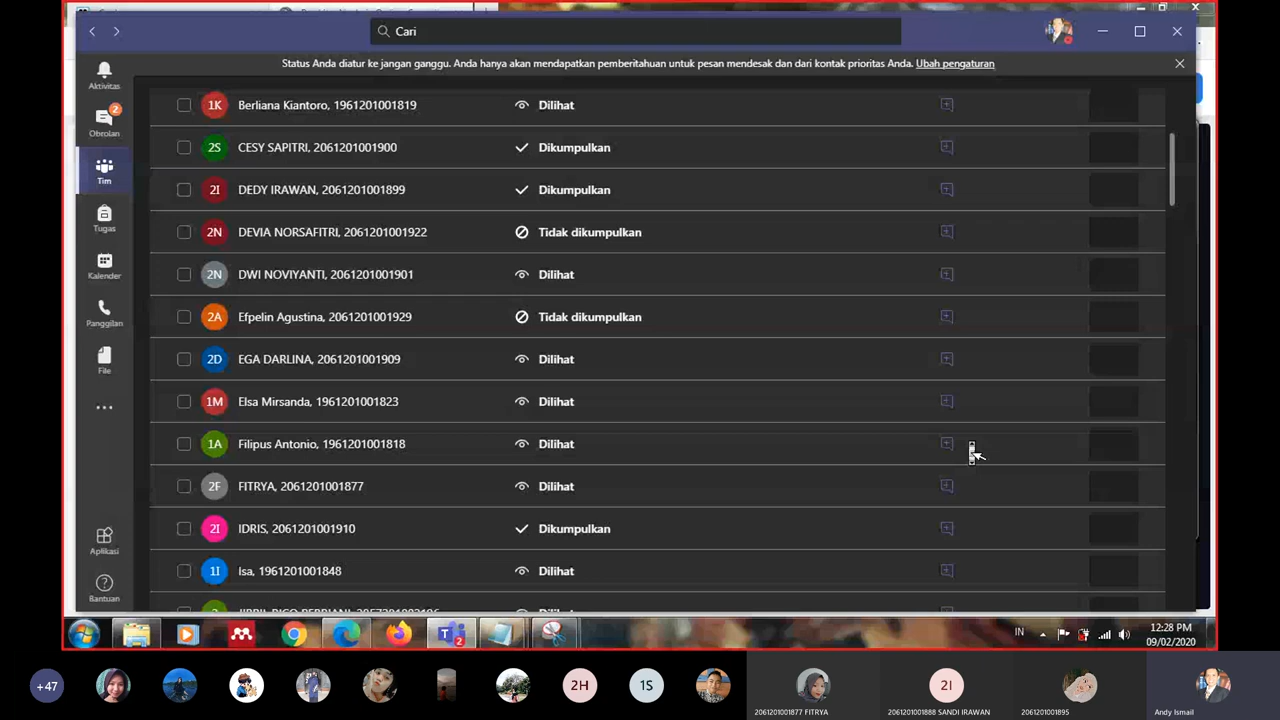 Cari
Status Anda diatur ke jangan ganggu. Anda hanya akan mendapatkan pemberitahuan untuk pesan mendesak dan dari kontak prioritas Anda. Ubah pengaturan
Aktivitas
2
Obrolan
Tim
Tugas
Kalender
Panggilan
File
Aplikasi
Bantuan
1K Berliana Kiantoro, 1961201001819 Dilihat
2S CESY SAPITRI, 2061201001900 Dikumpulkan
2I DEDY IRAWAN, 2061201001899 Dikumpulkan
2N DEVIA NORSAFITRI, 2061201001922 Tidak dikumpulkan
2N DWI NOVIYANTI, 2061201001901 Dilihat
2A Efpelin Agustina, 2061201001929 Tidak dikumpulkan
2D EGA DARLINA, 2061201001909 Dilihat
1M Elsa Mirsanda, 1961201001823 Dilihat
1A Filipus Antonio, 1961201001818 Dilihat
2F FITRYA, 2061201001877 Dilihat
2I IDRIS, 2061201001910 Dikumpulkan
1I Isa, 1961201001848 Dilihat
2
IN
12:28 PM
09/02/2020
+47
2H
1S
2I
2061201001877 FITRYA
2061201001888 SANDI IRAWAN
2061201001895
Andy Ismail